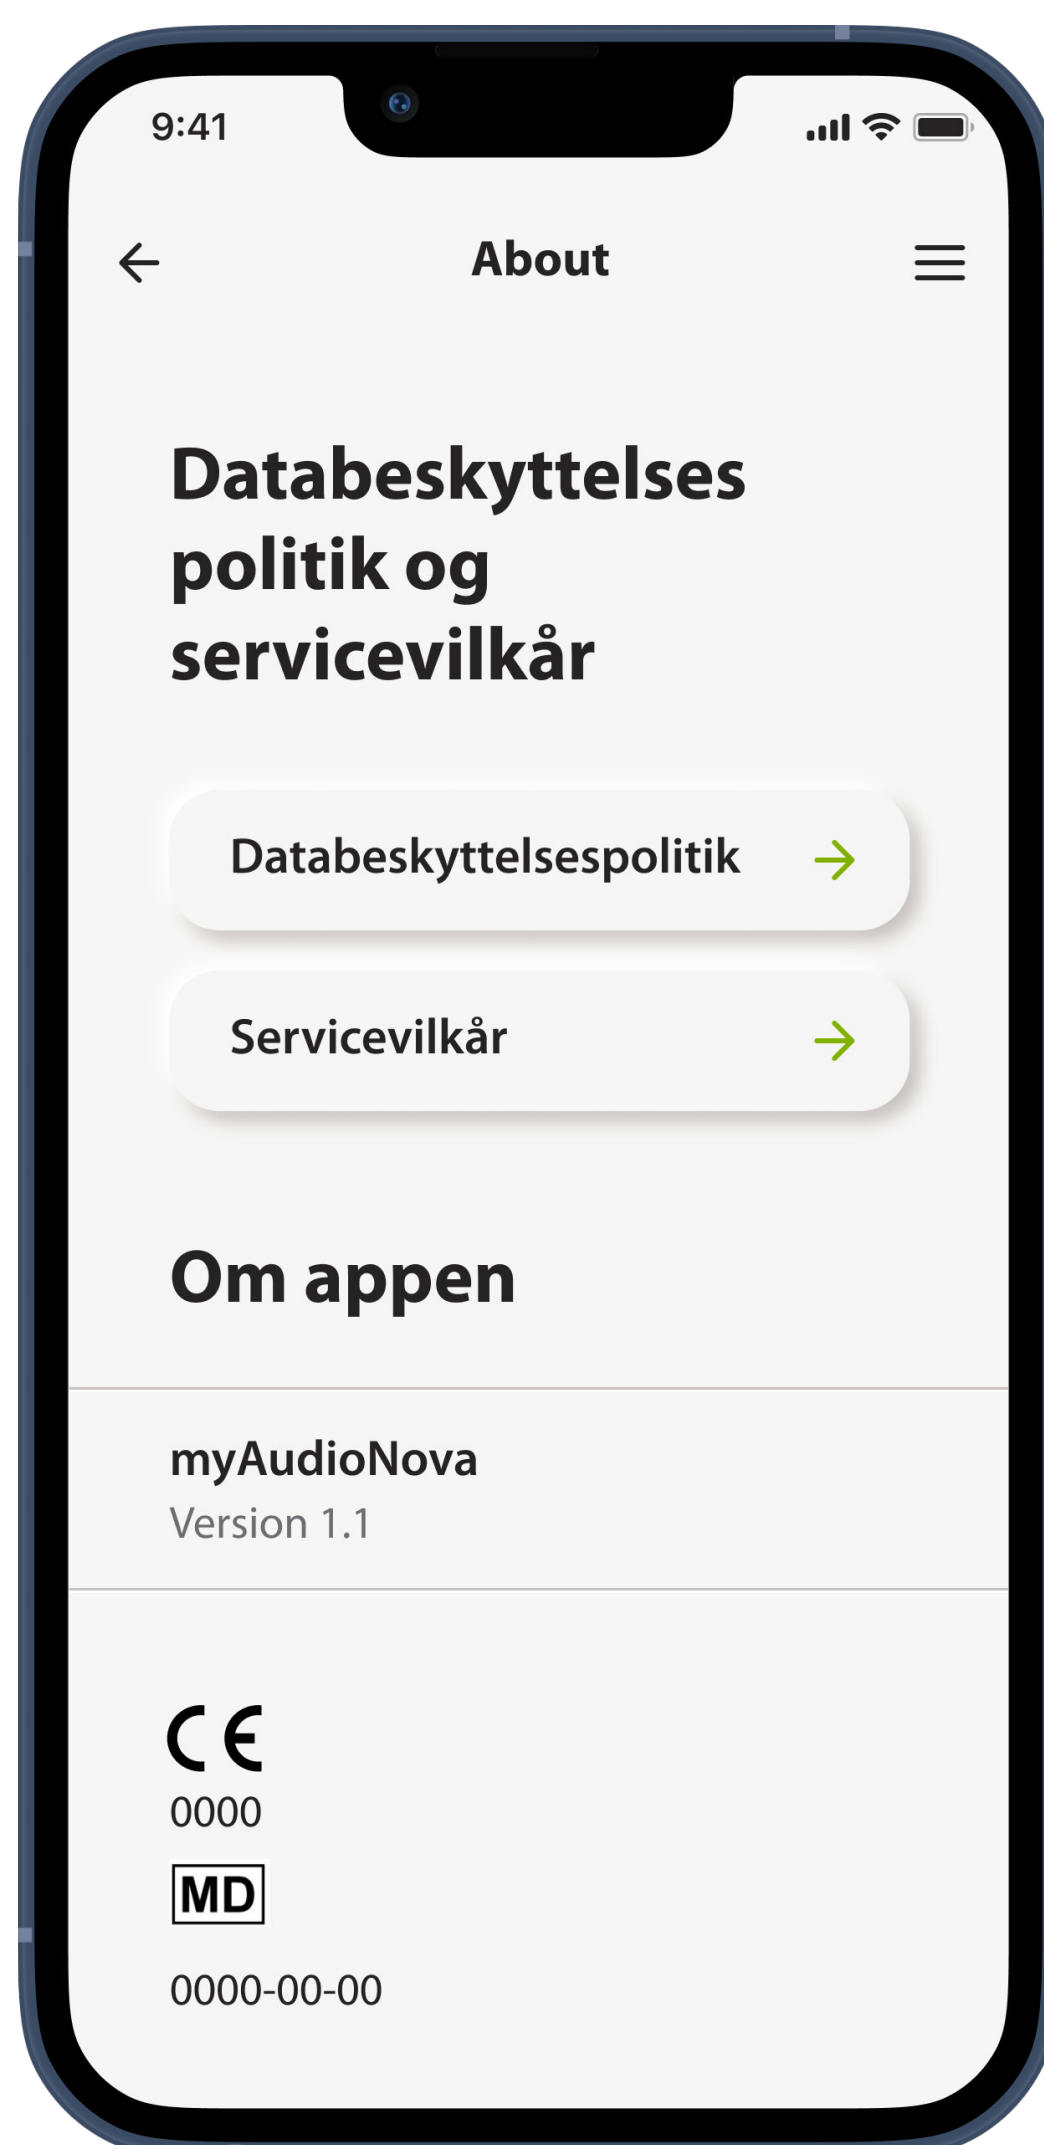 9:41
About
Databeskyttelses
politik og
servicevilkår
Databeskyttelsespolitik
Servicevilkår
Om appen
myAudioNova
Version 1.1
CE
0000
MD
0000-00-00